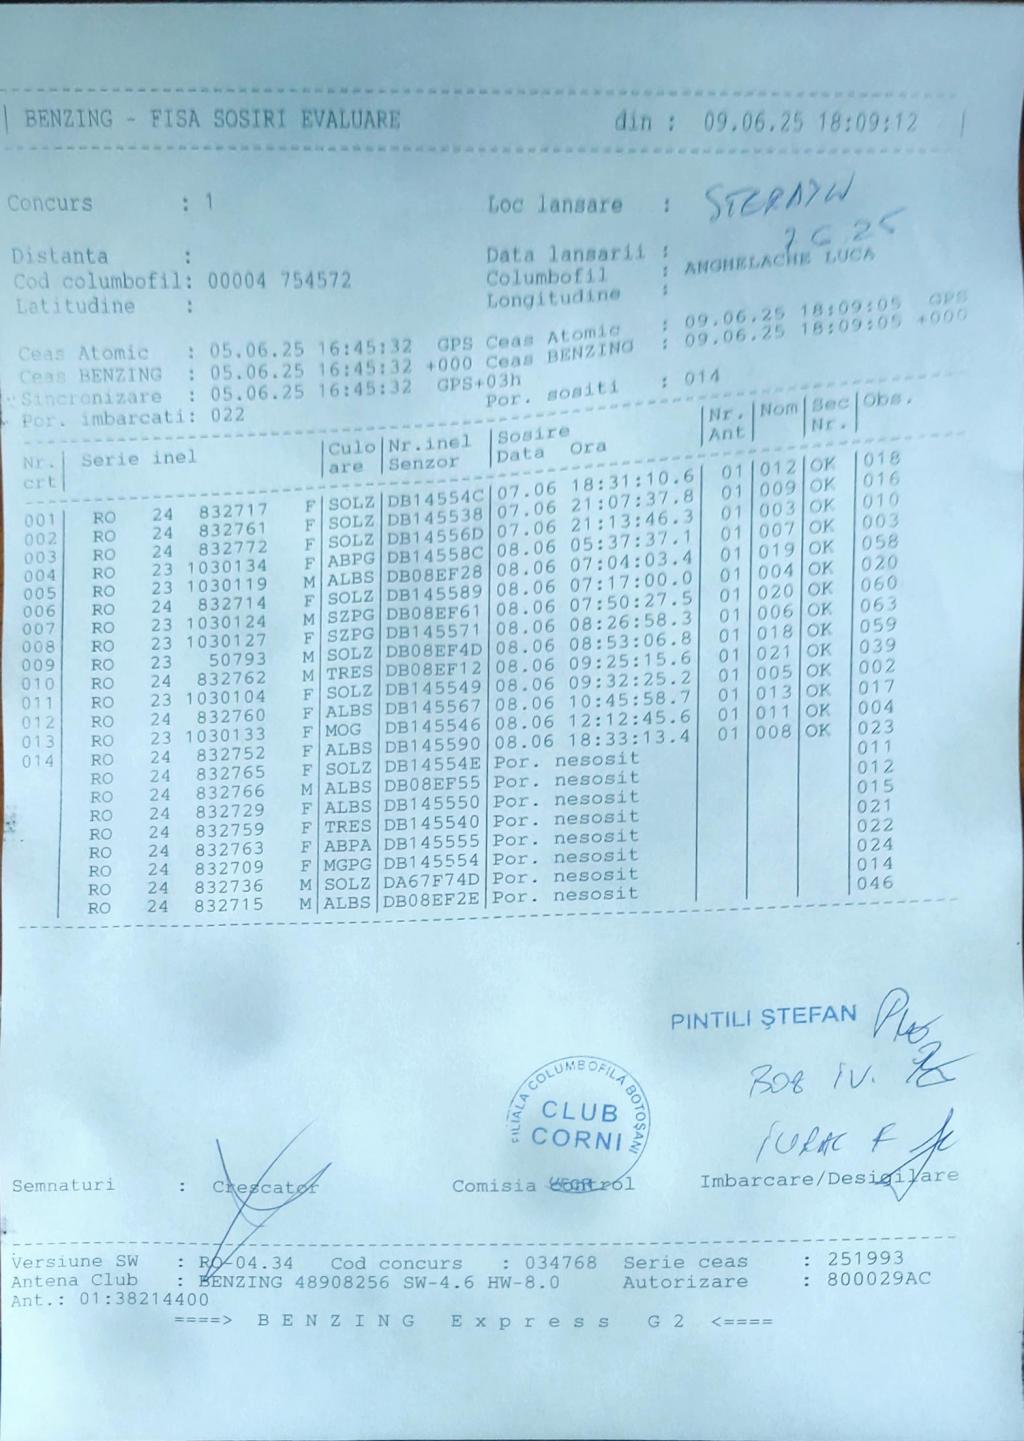 BENZING - FISA SOSIRI EVALUARE din : 09.06.25 18:09:12
Concurs : 1 Loc lansare :
Distanta : Data lansarii : 7 6 25
Cod columbofil: 00004 754572 Columbofil : ANGHELACHE LUCA
Latitudine : Longitudine :
Ceas Atomic : 05.06.25 16:45:32 GPS Ceas Atomic : 09.06.25 18:09:05 GPS
Ceas BENZING : 05.06.25 16:45:32 +000 Ceas BENZING : 09.06.25 18:09:05 +000
Sincronizare : 05.06.25 16:45:32 GPS+03h
Por. imbarcati: 022 Por. sositi : 014
Nr. Serie inel Culo Nr.inel Sosire Nr. Nom Sec Obs.
crt are Senzor Data Ora Ant Nr.
001 RO 24 832717 F SOLZ DB14554C 07.06 18:31:10.6 01 012 OK 018
002 RO 24 832761 F SOLZ DB145538 07.06 21:07:37.8 01 009 OK 016
003 RO 24 832772 F SOLZ DB14556D 07.06 21:13:46.3 01 003 OK 010
004 RO 23 1030134 F ABPG DB14558C 08.06 05:37:37.1 01 007 OK 003
005 RO 23 1030119 M ALBS DB08EF28 08.06 07:04:03.4 01 019 OK 058
006 RO 24 832714 F SOLZ DB145589 08.06 07:17:00.0 01 004 OK 020
007 RO 23 1030124 M SZPG DB08EF61 08.06 07:50:27.5 01 020 OK 060
008 RO 23 1030127 F SZPG DB145571 08.06 08:26:58.3 01 006 OK 063
009 RO 23 50793 M SOLZ DB08EF4D 08.06 08:53:06.8 01 018 OK 059
010 RO 24 832762 M TRES DB08EF12 08.06 09:25:15.6 01 021 OK 039
011 RO 23 1030104 F SOLZ DB145549 08.06 09:32:25.2 01 005 OK 002
012 RO 24 832760 F ALBS DB145567 08.06 10:45:58.7 01 013 OK 017
013 RO 23 1030133 F MOG DB145546 08.06 12:12:45.6 01 011 OK 004
014 RO 24 832752 F ALBS DB145590 08.06 18:33:13.4 01 008 OK 023
RO 24 832765 F SOLZ DB14554E Por. nesosit 011
RO 24 832766 M ALBS DB08EF55 Por. nesosit 012
RO 24 832729 F ALBS DB145550 Por. nesosit 015
RO 24 832759 F TRES DB145540 Por. nesosit 021
RO 24 832763 F ABPA DB145555 Por. nesosit 022
RO 24 832709 F MGPG DB145554 Por. nesosit 024
RO 24 832736 M SOLZ DA67F74D Por. nesosit 014
RO 24 832715 M ALBS DB08EF2E Por. nesosit 046
PINTILI ŞTEFAN
FILIALA COLUMBOFILA BOTOŞANI
CLUB
CORNI
Semnaturi : Crescator Comisia control Imbarcare/Desigilare
Versiune SW : RO-04.34 Cod concurs : 034768 Serie ceas : 251993
Antena Club : BENZING 48908256 SW-4.6 HW-8.0 Autorizare : 800029AC
Ant.: 01:38214400
====> B E N Z I N G E x p r e s s G 2 <====